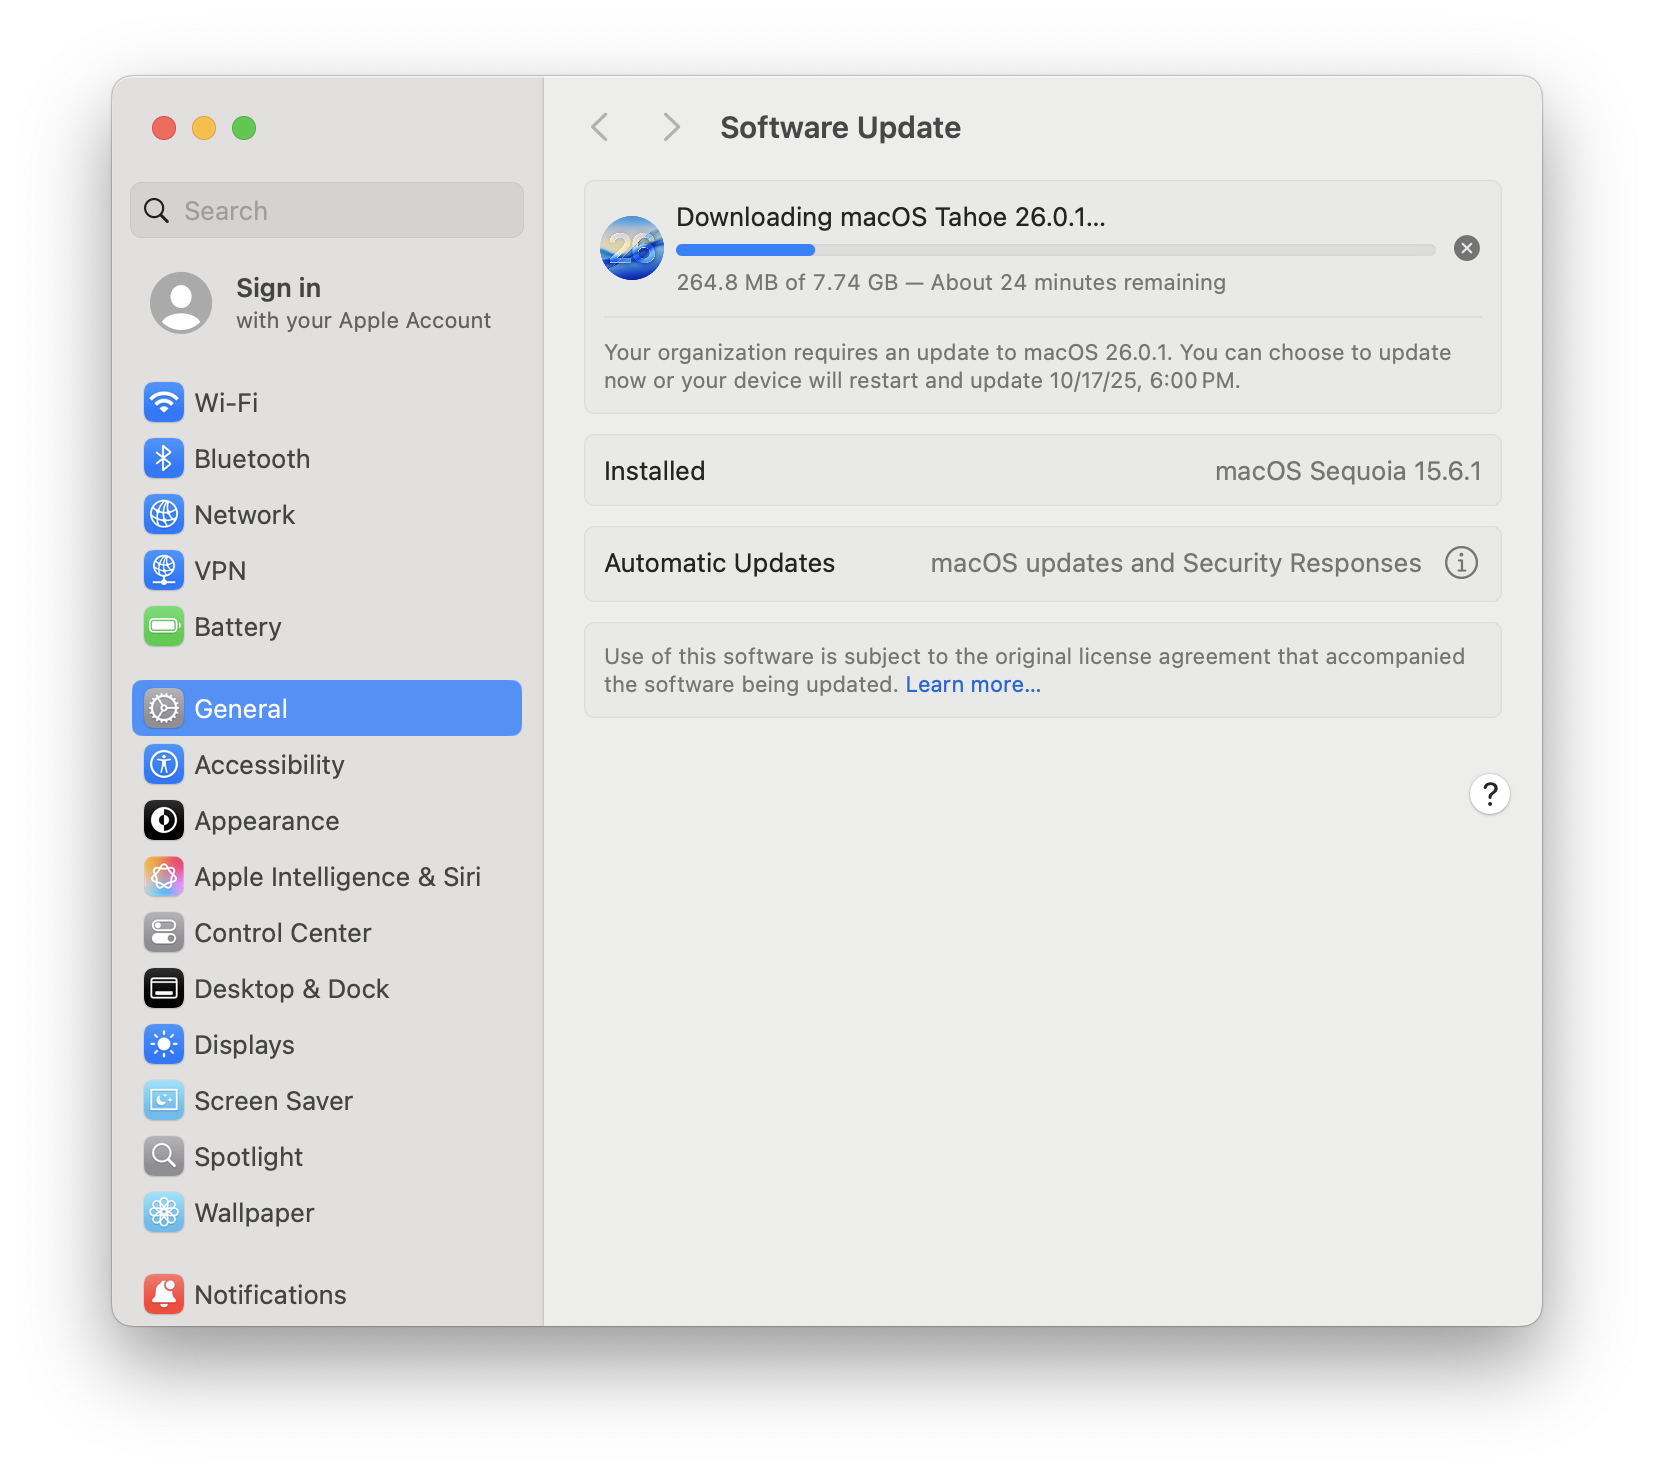 Search
Sign in
with your Apple Account
Wi-Fi
Bluetooth
Network
VPN
Battery
General
Accessibility
Appearance
Apple Intelligence & Siri
Control Center
Desktop & Dock
Displays
Screen Saver
Spotlight
Wallpaper
Notifications
Software Update
26
Downloading macOS Tahoe 26.0.1...
264.8 MB of 7.74 GB — About 24 minutes remaining
Your organization requires an update to macOS 26.0.1. You can choose to update
now or your device will restart and update 10/17/25, 6:00 PM.
Installed macOS Sequoia 15.6.1
Automatic Updates macOS updates and Security Responses
Use of this software is subject to the original license agreement that accompanied
the software being updated. Learn more...
?